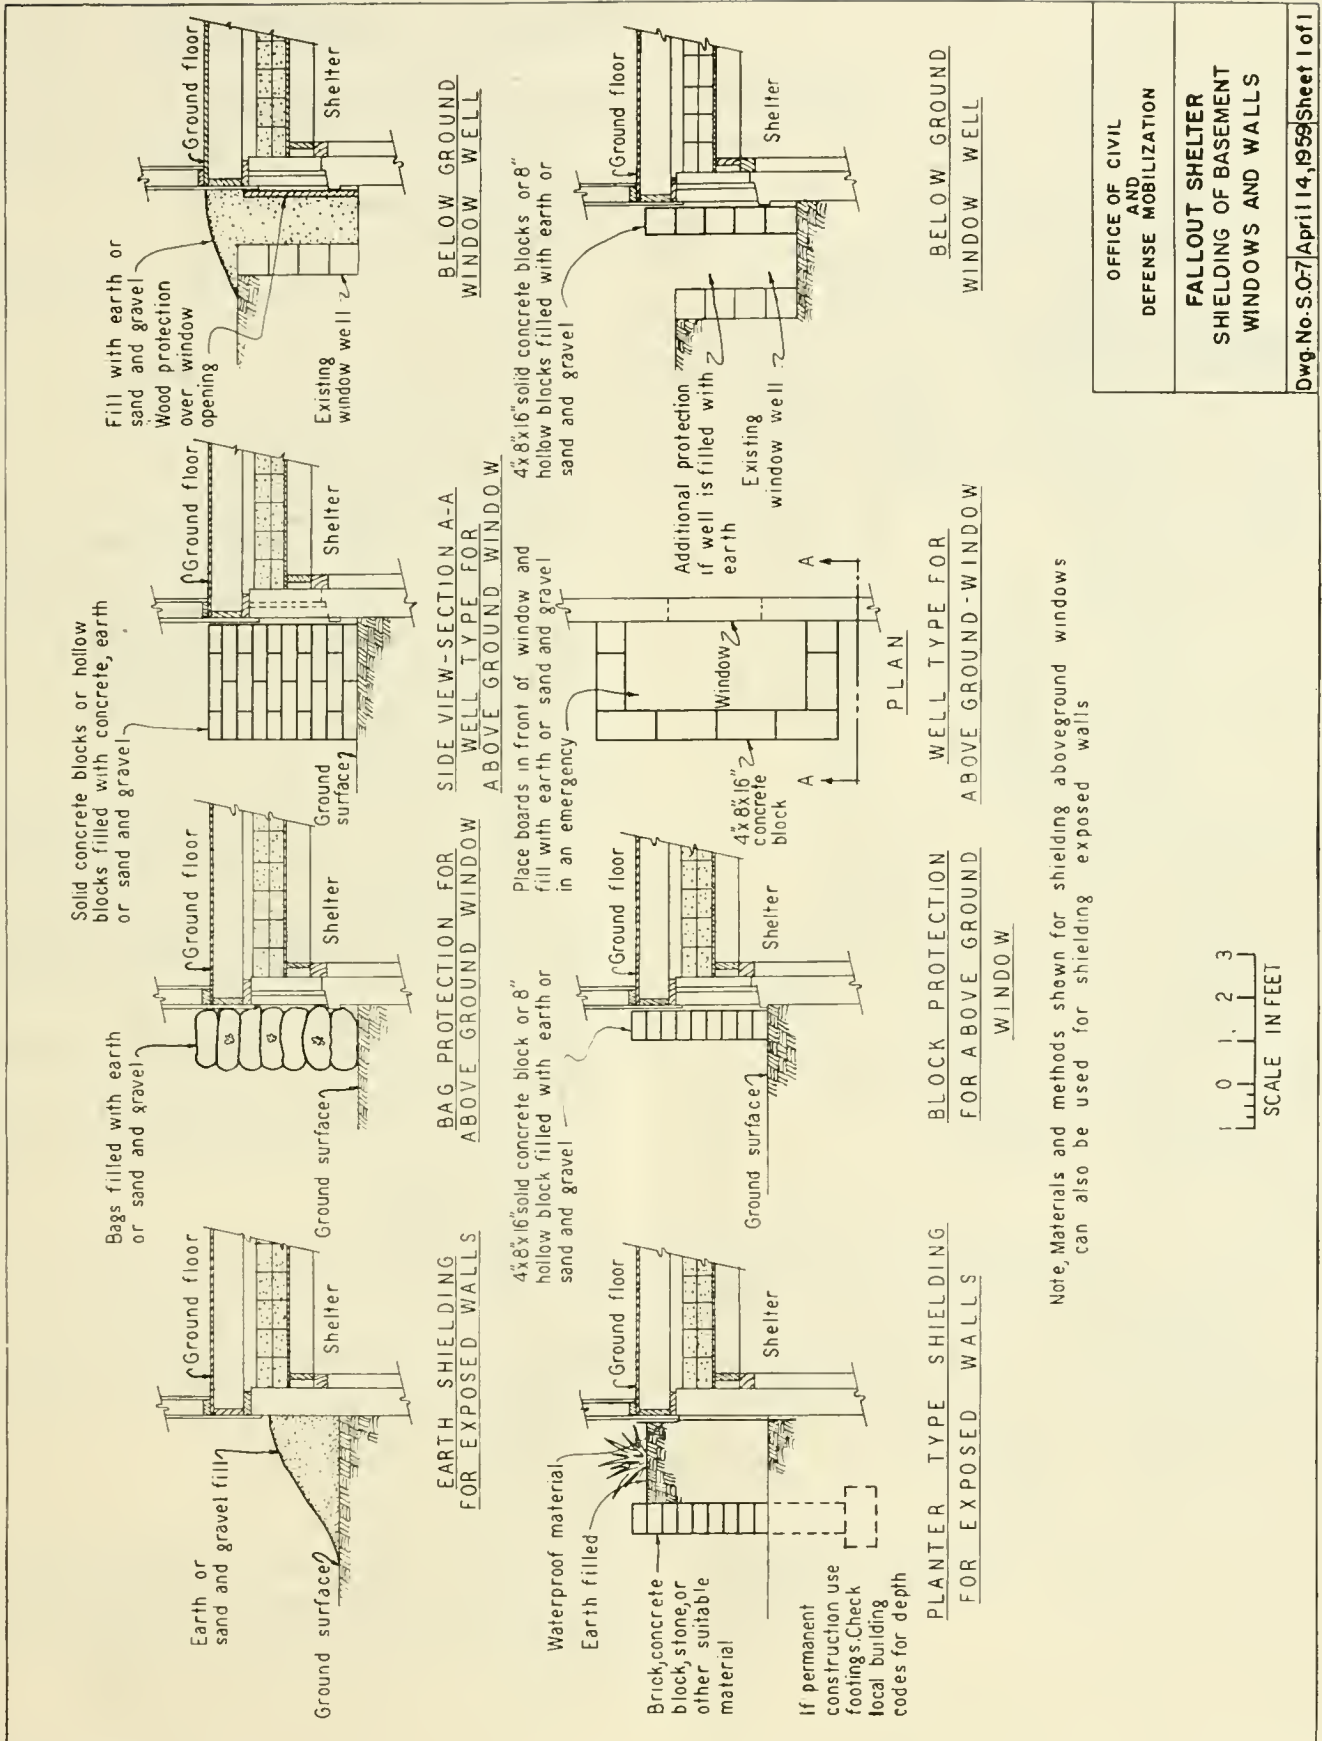 Earth or
sand and gravel fill
Ground surface
Ground floor
Shelter
EARTH SHIELDING
FOR EXPOSED WALLS
Bags filled with earth
or sand and gravel
Ground surface
Ground floor
Shelter
BAG PROTECTION FOR
ABOVE GROUND WINDOW
Solid concrete blocks or hollow
blocks filled with concrete, earth
or sand and gravel
Ground
surface
Ground floor
Shelter
SIDE VIEW-SECTION A-A
WELL TYPE FOR
ABOVE GROUND WINDOW
Fill with earth or
sand and gravel
Wood protection
over window
opening
Existing
window well
Ground floor
Shelter
BELOW GROUND
WINDOW WELL
Waterproof material
Earth filled
Brick, concrete
block, stone, or
other suitable
material
If permanent
construction use
footings. Check
local building
codes for depth
Ground floor
Shelter
PLANTER TYPE SHIELDING
FOR EXPOSED WALLS
4"x8"x16" solid concrete block or 8"
hollow block filled with earth or
sand and gravel
Ground surface
Ground floor
Shelter
BLOCK PROTECTION
FOR ABOVE GROUND
WINDOW
Place boards in front of window and
fill with earth or sand and gravel
in an emergency
Window
4"x8"x16"
concrete
block
A
A
PLAN
WELL TYPE FOR
ABOVE GROUND-WINDOW
4"x8"x16" solid concrete blocks or 8"
hollow blocks filled with earth or
sand and gravel
Additional protection
if well is filled with
earth
Existing
window well
Ground floor
Shelter
BELOW GROUND
WINDOW WELL
Note, Materials and methods shown for shielding aboveground windows
can also be used for shielding exposed walls
1 0 1 2 3
SCALE IN FEET
OFFICE OF CIVIL
AND
DEFENSE MOBILIZATION
FALLOUT SHELTER
SHIELDING OF BASEMENT
WINDOWS AND WALLS
Dwg. No. S.O-7 April 14, 1959 Sheet 1 of 1